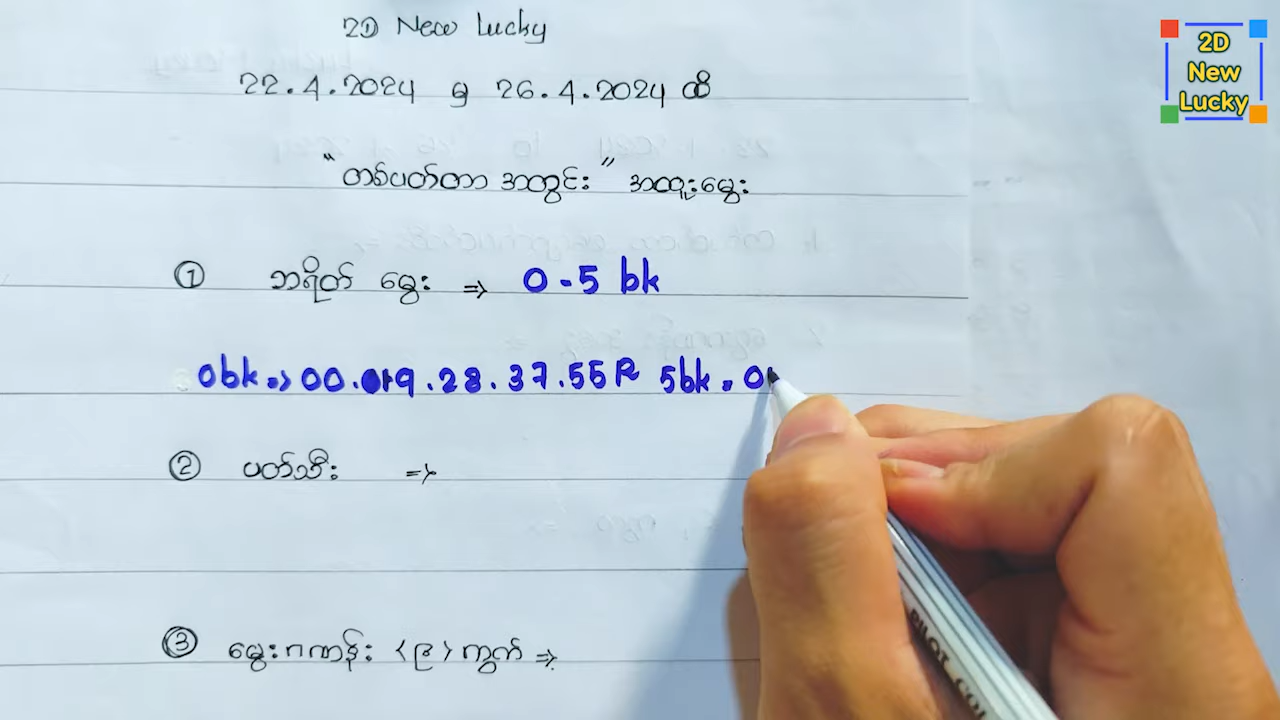 2D New Lucky
22.4.2024 မှ 26.4.2024 ထိ
"တစ်ပတ်တာ အတွင်း" အထူးမွေး
① ဘရိတ် မွေး ⇒ 0-5 bk
0bk ⇒ 00.19.28.37.55R 5bk = 0
② ပတ်သီး ⇒
③ မွေးဂဏန်း <၉> ကွက် ⇒
2D
New
Lucky
PILOT COL